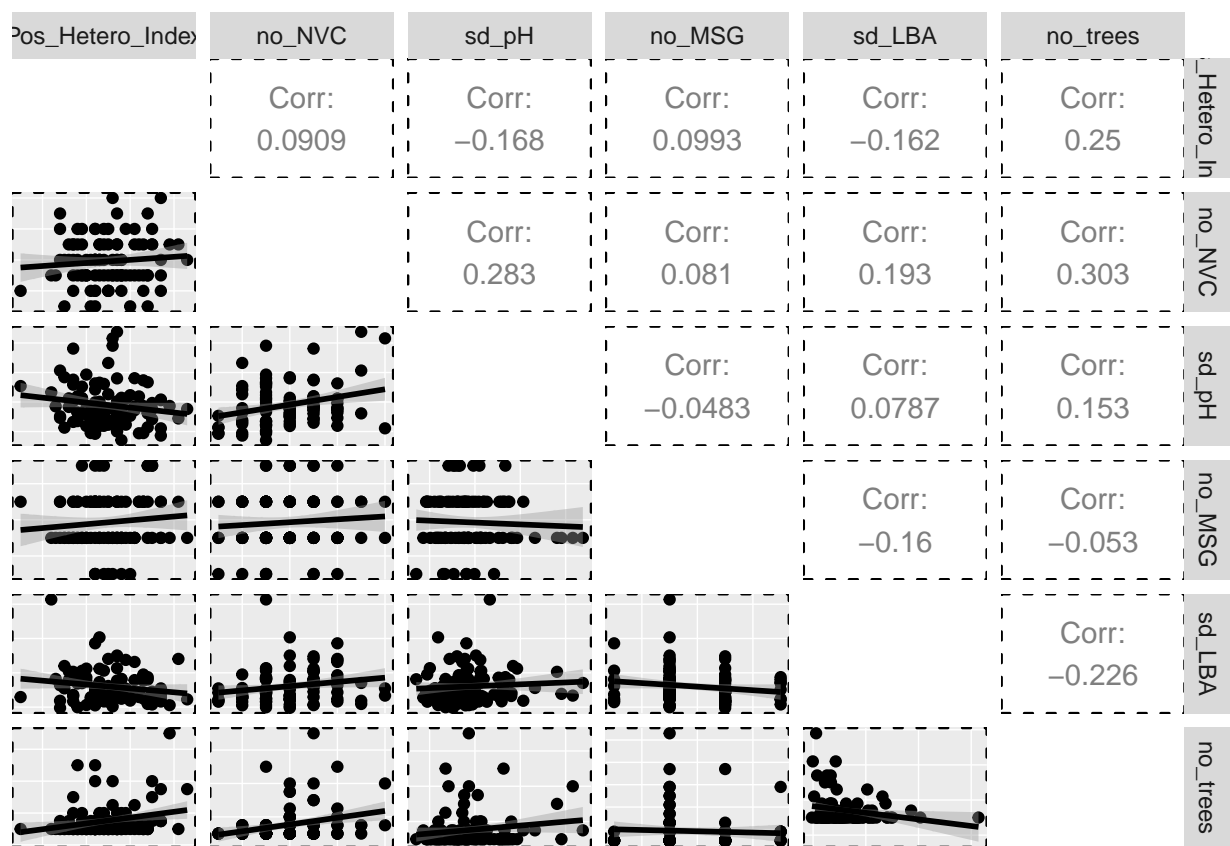 Pos_Hetero_Index no_NVC sd_pH no_MSG sd_LBA no_trees
Corr: Corr: Corr: Corr: Corr:
0.0909 −0.168 0.0993 −0.162 0.25
_Hetero_In
Corr: Corr: Corr: Corr:
0.283 0.081 0.193 0.303
no_NVC
Corr: Corr: Corr:
−0.0483 0.0787 0.153
sd_pH
Corr: Corr:
−0.16 −0.053
no_MSG
Corr:
−0.226
sd_LBA
no_trees